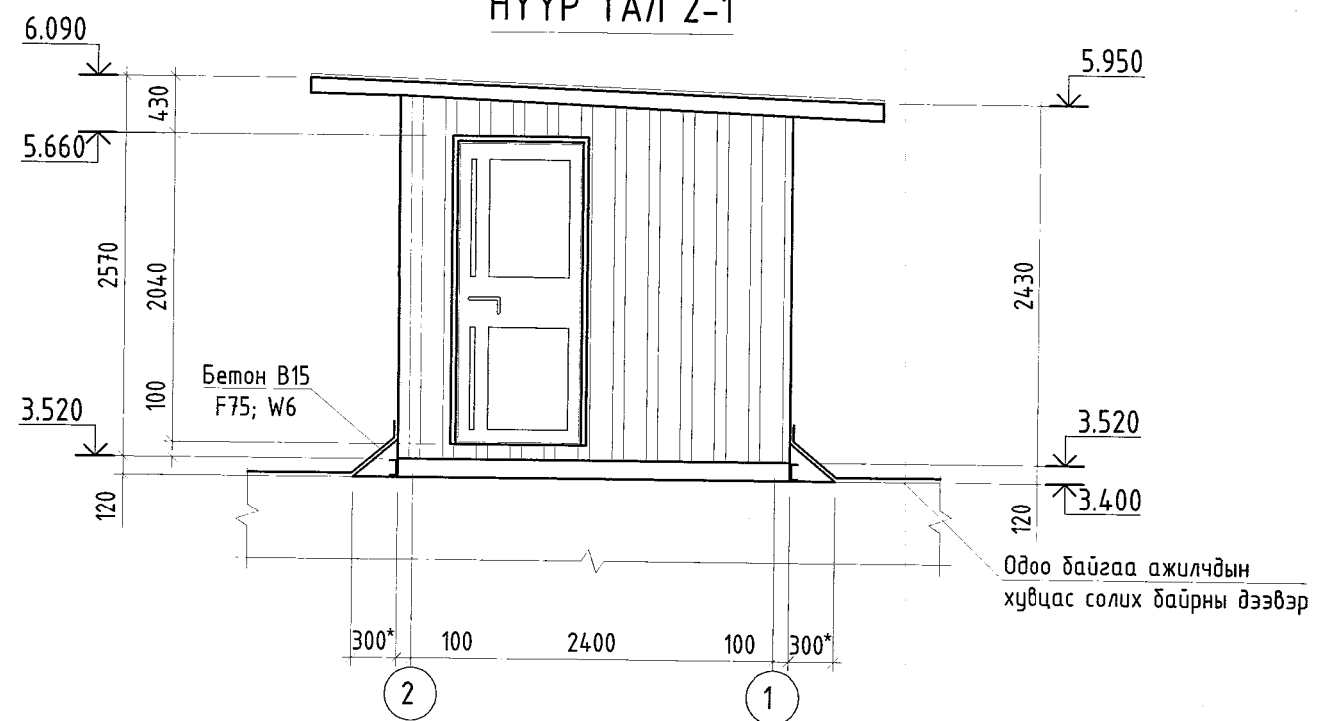 НҮҮР ТАЛ 2-1
6.090
5.950
430
5.660
2570
2040
2430
Бетон В15
F75; W6
100
3.520
3.520
120
3.400
120
Одоо байгаа ажилчдын
хувцас солих байрны дээвэр
300* 100 2400 100 300*
2 1